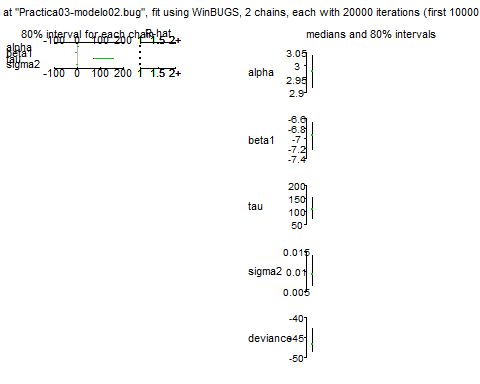 at "Practica03-modelo02.bug", fit using WinBUGS, 2 chains, each with 20000 iterations (first 10000
80% interval for each chain R-hat
-100 0 100 200 1 1.5 2+
alpha
beta1
tau
sigma2
-100 0 100 200 1 1.5 2+
medians and 80% intervals
alpha
3.05
3
2.95
2.9
beta1
-6.6
-6.8
-7
-7.2
-7.4
tau
200
150
100
50
sigma2
0.015
0.01
0.005
deviance
-40
-45
-50